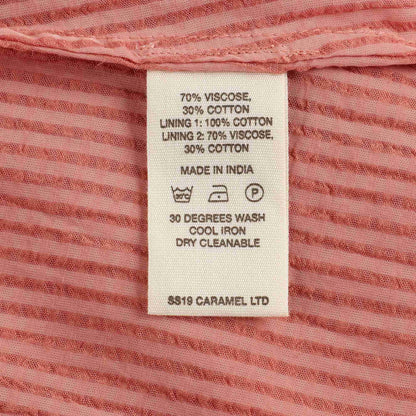 70% VISCOSE,
30% COTTON
LINING 1: 100% COTTON
LINING 2: 70% VISCOSE,
30% COTTON
MADE IN INDIA
30°C P
30 DEGREES WASH
COOL IRON
DRY CLEANABLE
SS19 CARAMEL LTD